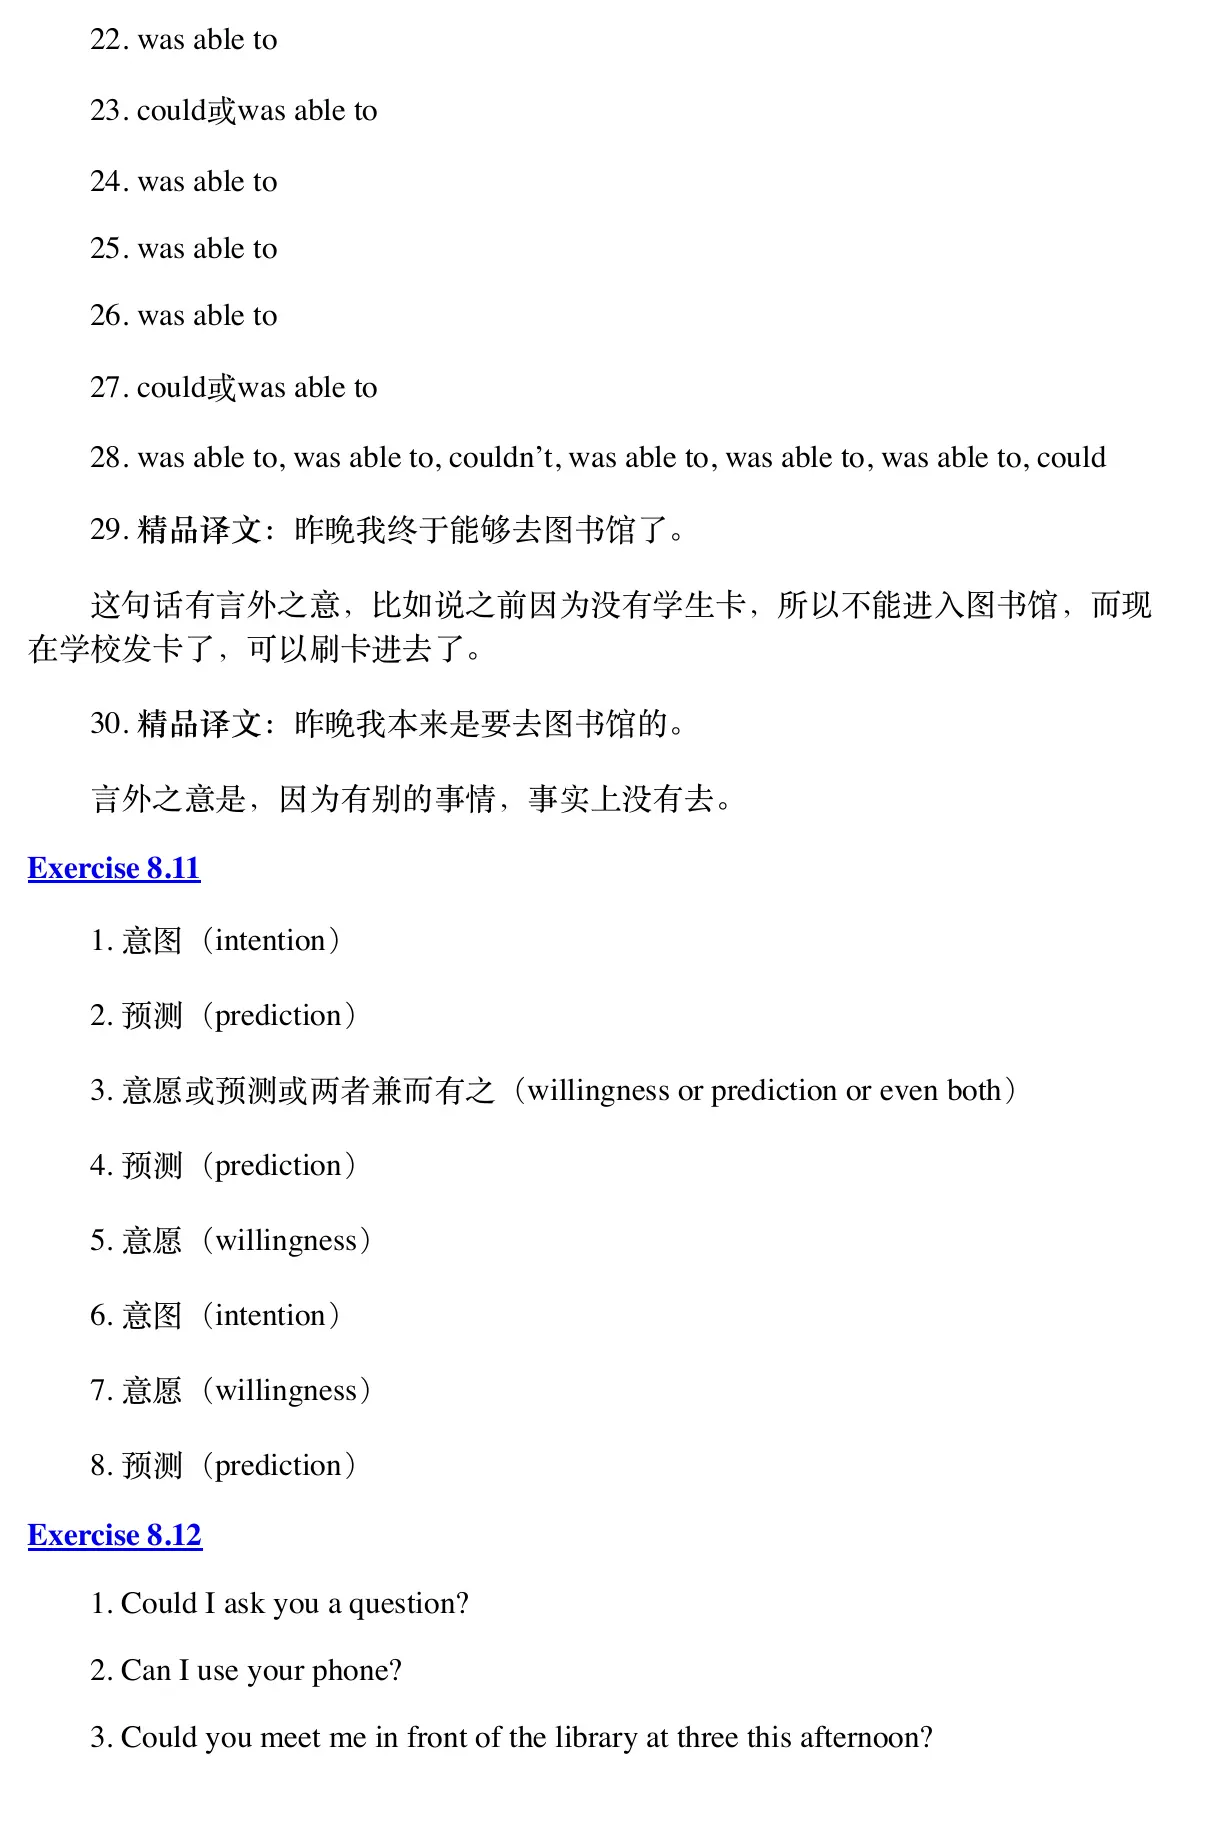 22. was able to
23. could或was able to
24. was able to
25. was able to
26. was able to
27. could或was able to
28. was able to, was able to, couldn’t, was able to, was able to, was able to, could
29. 精品译文：昨晚我终于能够去图书馆了。
这句话有言外之意，比如说之前因为没有学生卡，所以不能进入图书馆，而现
在学校发卡了，可以刷卡进去了。
30. 精品译文：昨晚我本来是要去图书馆的。
言外之意是，因为有别的事情，事实上没有去。
Exercise 8.11
1. 意图（intention）
2. 预测（prediction）
3. 意愿或预测或两者兼而有之（willingness or prediction or even both）
4. 预测（prediction）
5. 意愿（willingness）
6. 意图（intention）
7. 意愿（willingness）
8. 预测（prediction）
Exercise 8.12
1. Could I ask you a question?
2. Can I use your phone?
3. Could you meet me in front of the library at three this afternoon?